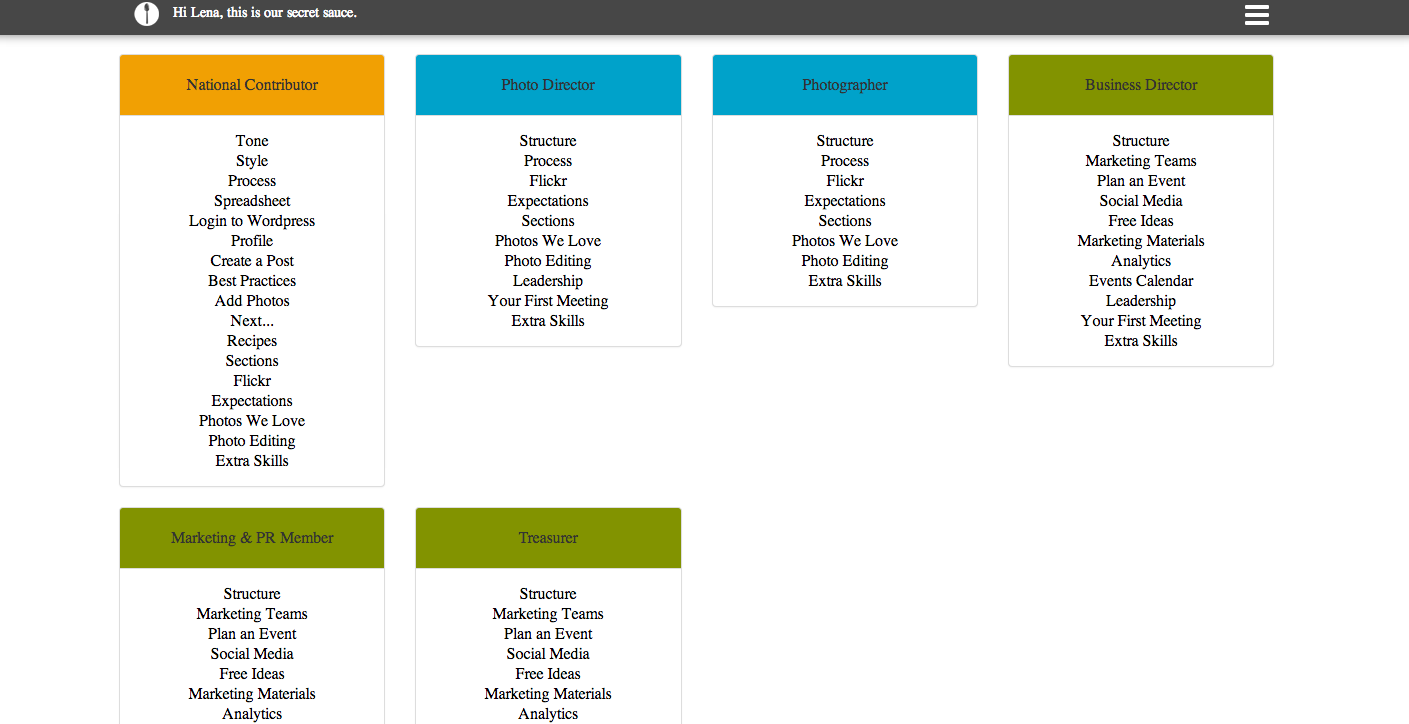 Hi Lena, this is our secret sauce.
National Contributor
Tone
Style
Process
Spreadsheet
Login to Wordpress
Profile
Create a Post
Best Practices
Add Photos
Next...
Recipes
Sections
Flickr
Expectations
Photos We Love
Photo Editing
Extra Skills
Photo Director
Structure
Process
Flickr
Expectations
Sections
Photos We Love
Photo Editing
Leadership
Your First Meeting
Extra Skills
Photographer
Structure
Process
Flickr
Expectations
Sections
Photos We Love
Photo Editing
Extra Skills
Business Director
Structure
Marketing Teams
Plan an Event
Social Media
Free Ideas
Marketing Materials
Analytics
Events Calendar
Leadership
Your First Meeting
Extra Skills
Marketing & PR Member
Structure
Marketing Teams
Plan an Event
Social Media
Free Ideas
Marketing Materials
Analytics
Treasurer
Structure
Marketing Teams
Plan an Event
Social Media
Free Ideas
Marketing Materials
Analytics